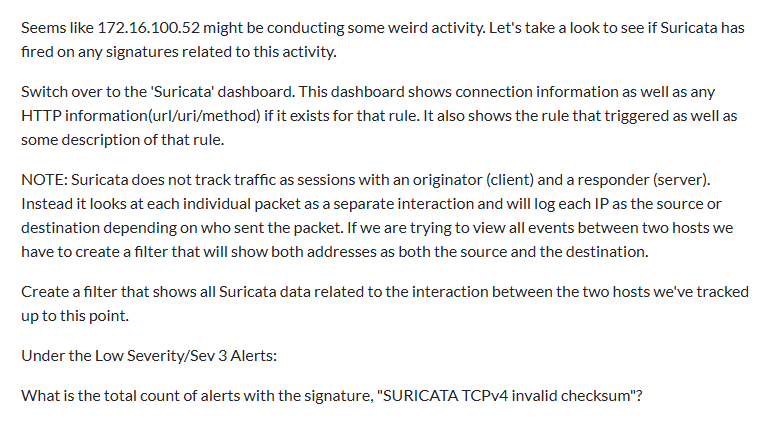 Seems like 172.16.100.52 might be conducting some weird activity. Let's take a look to see if Suricata has
fired on any signatures related to this activity.
Switch over to the 'Suricata' dashboard. This dashboard shows connection information as well as any
HTTP information(url/uri/method) if it exists for that rule. It also shows the rule that triggered as well as
some description of that rule.
NOTE: Suricata does not track traffic as sessions with an originator (client) and a responder (server).
Instead it looks at each individual packet as a separate interaction and will log each IP as the source or
destination depending on who sent the packet. If we are trying to view all events between two hosts we
have to create a filter that will show both addresses as both the source and the destination.
Create a filter that shows all Suricata data related to the interaction between the two hosts we've tracked
up to this point.
Under the Low Severity/Sev 3 Alerts:
What is the total count of alerts with the signature, "SURICATA TCPv4 invalid checksum"?